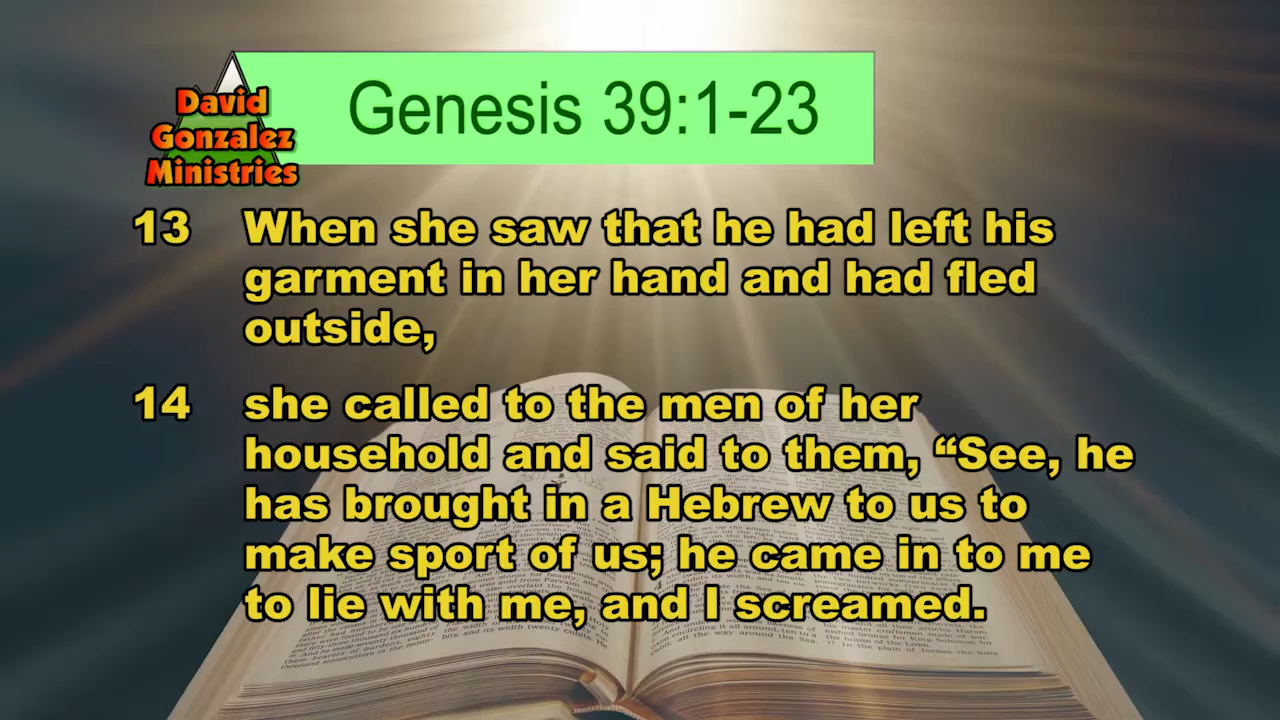 David
Gonzalez
Ministries
Genesis 39:1-23
13 When she saw that he had left his
garment in her hand and had fled
outside,
14 she called to the men of her
household and said to them, “See, he
has brought in a Hebrew to us to
make sport of us; he came in to me
to lie with me, and I screamed.